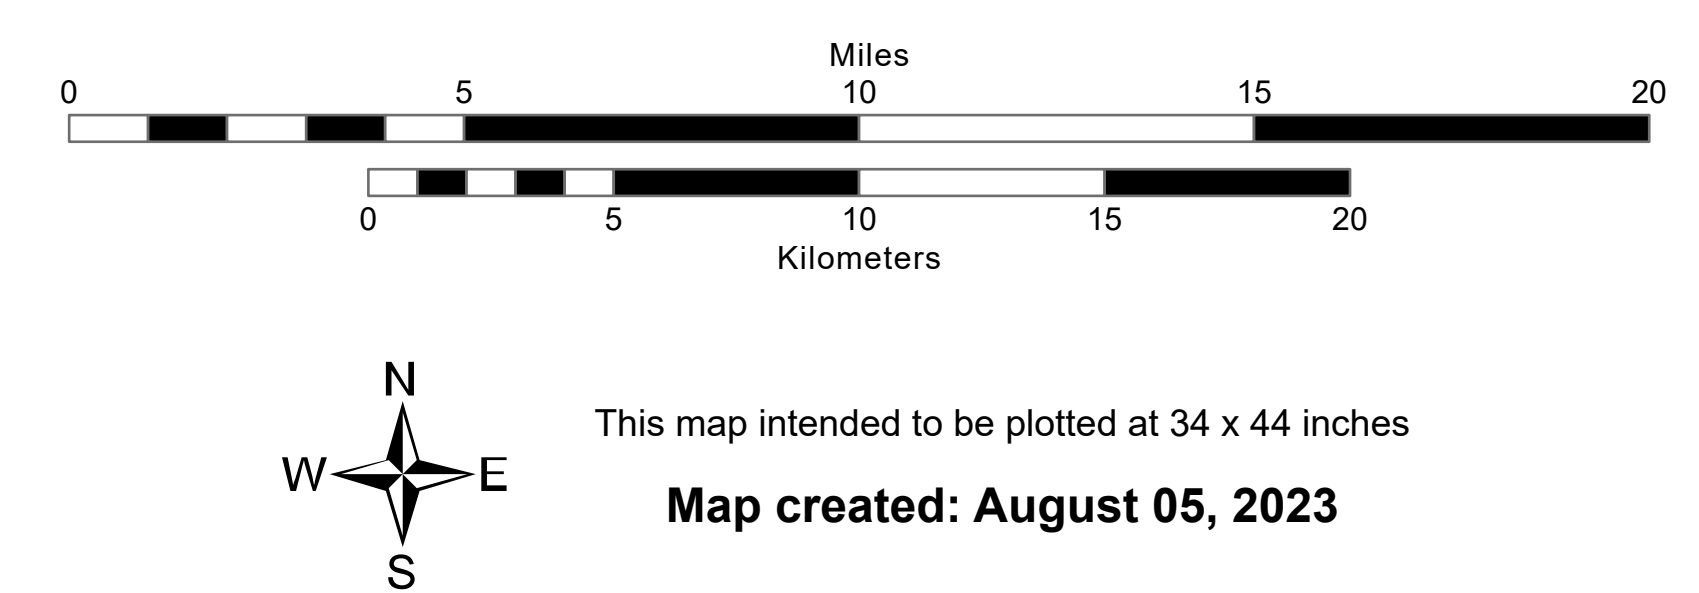 Miles
0 5 10 15 20
0 5 10 15 20
Kilometers
N
W E
S
This map intended to be plotted at 34 x 44 inches
Map created: August 05, 2023